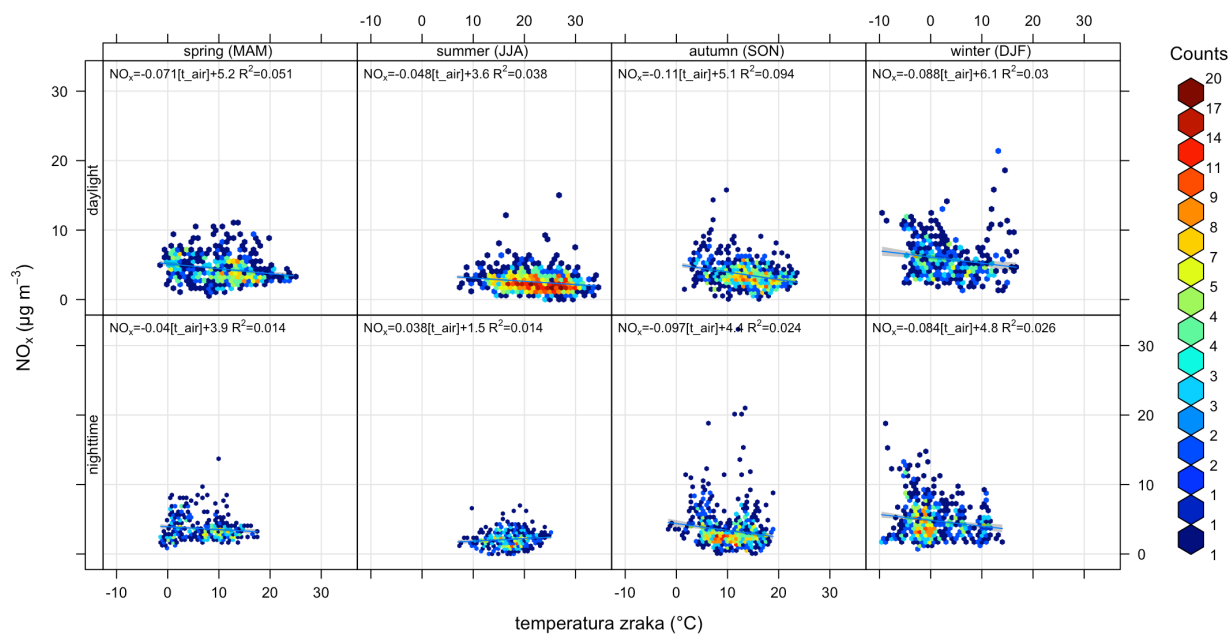 -10 0 10 20 30 -10 0 10 20 30
spring (MAM) summer (JJA) autumn (SON) winter (DJF)
Counts
NOₓ=-0.071[t_air]+5.2 R²=0.051 NOₓ=-0.048[t_air]+3.6 R²=0.038 NOₓ=-0.11[t_air]+5.1 R²=0.094 NOₓ=-0.088[t_air]+6.1 R²=0.03
30
20
10
0
daylight
NOₓ (µg m⁻³)
NOₓ=-0.04[t_air]+3.9 R²=0.014 NOₓ=0.038[t_air]+1.5 R²=0.014 NOₓ=-0.097[t_air]+4.4 R²=0.024 NOₓ=-0.084[t_air]+4.8 R²=0.026
nighttime
30
20
10
0
-10 0 10 20 30 -10 0 10 20 30
temperatura zraka (°C)
20
17
14
11
9
8
7
5
4
4
3
3
2
2
1
1
1